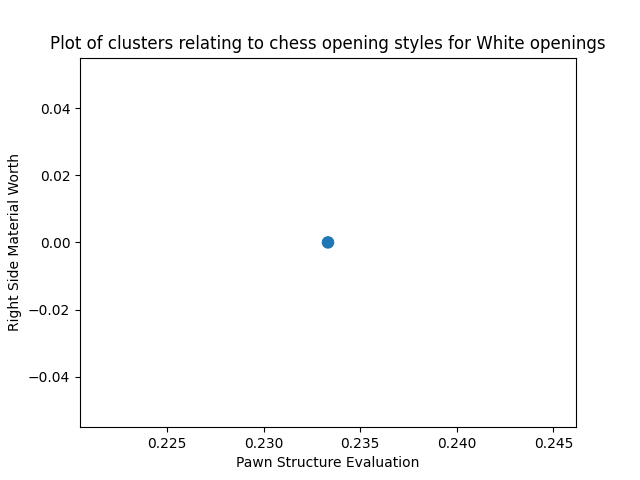 Plot of clusters relating to chess opening styles for White openings
Right Side Material Worth
0.04
0.02
0.00
−0.02
−0.04
0.225 0.230 0.235 0.240 0.245
Pawn Structure Evaluation